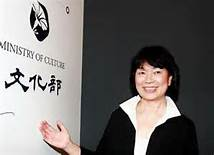 MINISTRY OF CULTURE
文化部